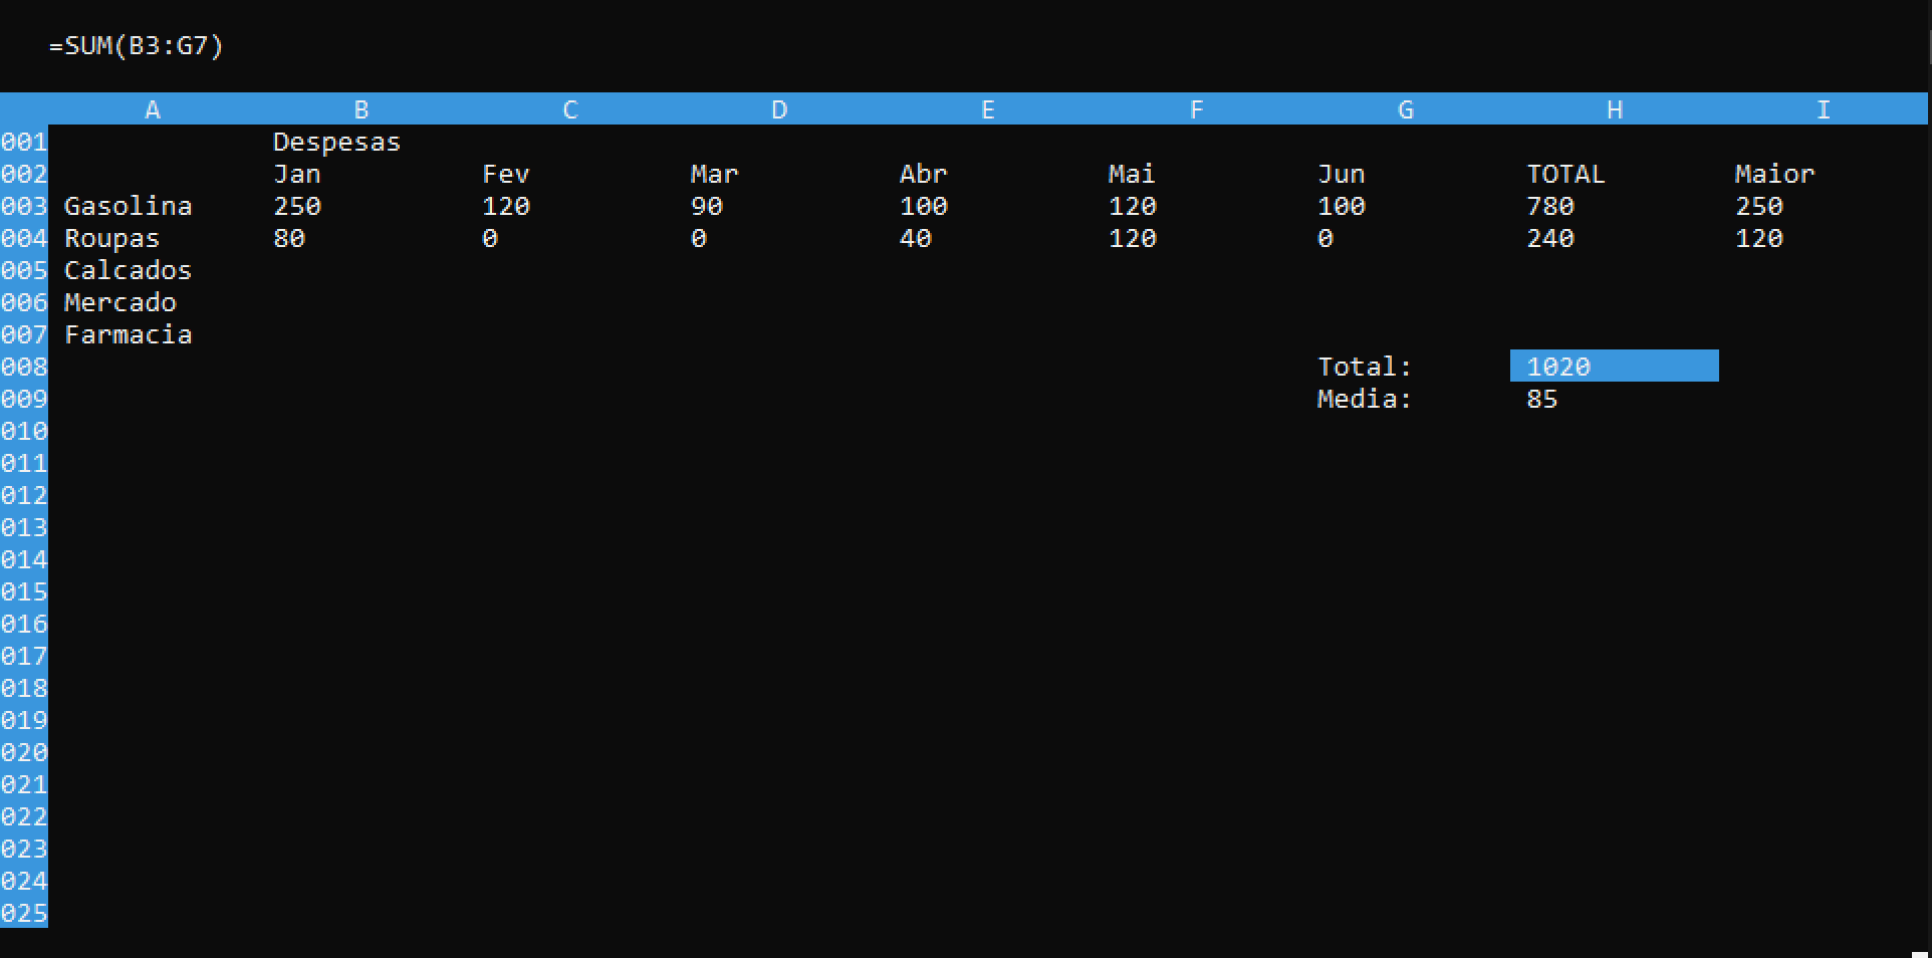 =SUM(B3:G7)
A B C D E F G H I
001 Despesas
002 Jan Fev Mar Abr Mai Jun TOTAL Maior
003 Gasolina 250 120 90 100 120 100 780 250
004 Roupas 80 0 0 40 120 0 240 120
005 Calcados
006 Mercado
007 Farmacia
008 Total: 1020
009 Media: 85
010
011
012
013
014
015
016
017
018
019
020
021
022
023
024
025